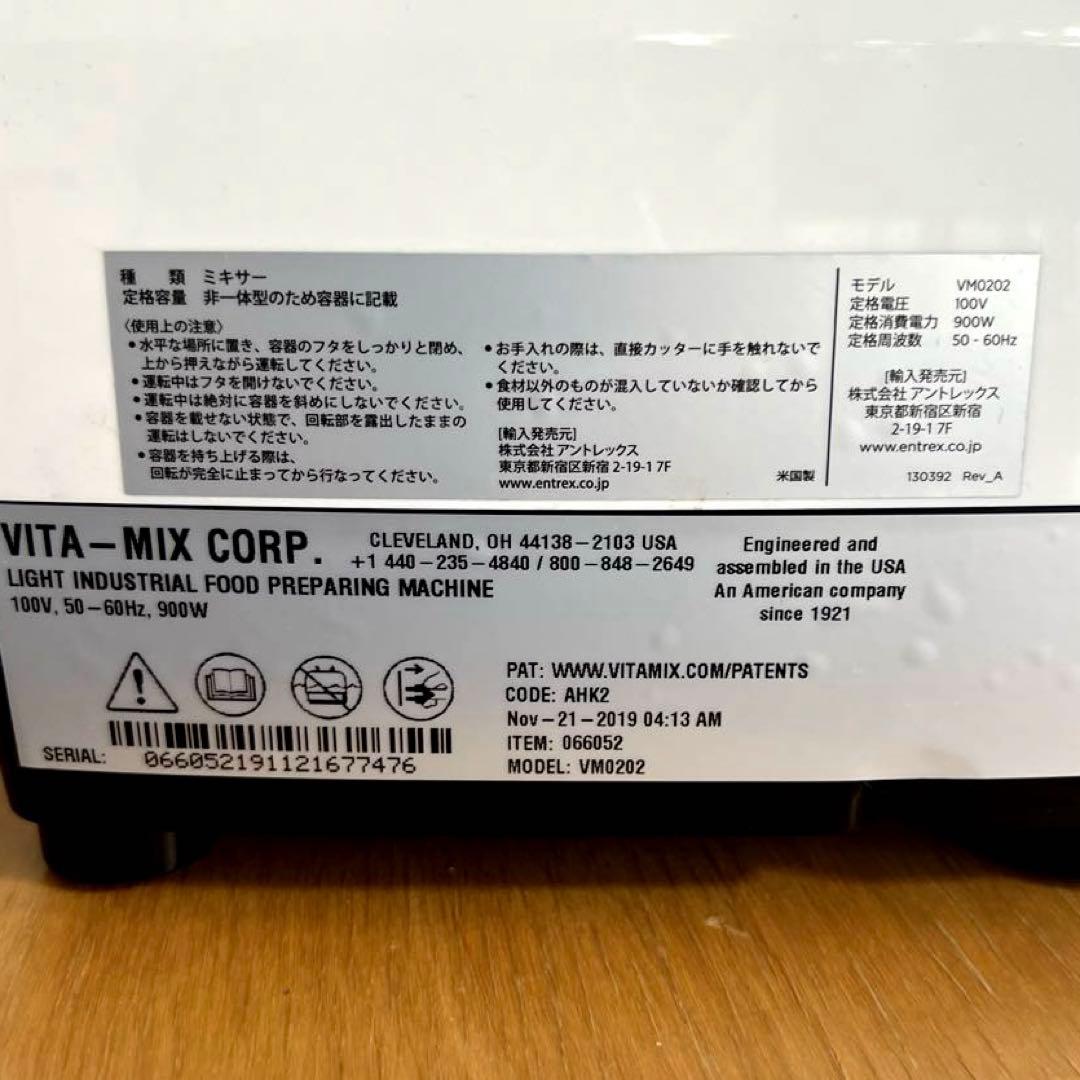 種　類　ミキサー
定格容量　非一体型のため容器に記載
〈使用上の注意〉
●水平な場所に置き、容器のフタをしっかりと閉め、
上から押えながら運転してください。
●運転中はフタを開けないでください。
●運転中は絶対に容器を斜めにしないでください。
●容器を載せない状態で、回転部を露出したままの
運転はしないでください。
●容器を持ち上げる際は、
回転が完全に止まってから行なってください。
●お手入れの際は、直接カッターに手を触れないで
ください。
●食材以外のものが混入していないか確認してから
使用してください。
[輸入発売元]
株式会社 アントレックス
東京都新宿区新宿 2-19-1 7F
www.entrex.co.jp
米国製
モデル　VM0202
定格電圧　100V
定格消費電力　900W
定格周波数　50 - 60Hz
[輸入発売元]
株式会社 アントレックス
東京都新宿区新宿
2-19-1 7F
www.entrex.co.jp
130392 Rev_A
VITA-MIX CORP.
CLEVELAND, OH 44138-2103 USA
+1 440-235-4840 / 800-848-2649
LIGHT INDUSTRIAL FOOD PREPARING MACHINE
100V, 50-60Hz, 900W
Engineered and
assembled in the USA
An American company
since 1921
PAT: WWW.VITAMIX.COM/PATENTS
CODE: AHK2
Nov-21-2019 04:13 AM
ITEM: 066052
MODEL: VM0202
SERIAL: 066052191121677476